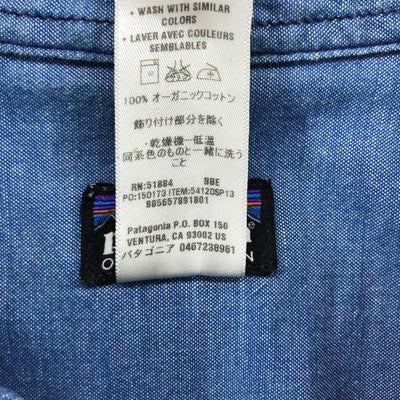 • WASH WITH SIMILAR
COLORS
• LAVER AVEC COULEURS
SEMBLABLES
100% オーガニックコットン
飾り付け部分を除く
・乾燥機ー低温
同系色のものと一緒に洗う
こと
RN:51884 BBE
PO:150173 ITEM:54120SP13
885657891801
Patagonia P.O. BOX 150
VENTURA, CA 93002 US
パタゴニア 0467238961